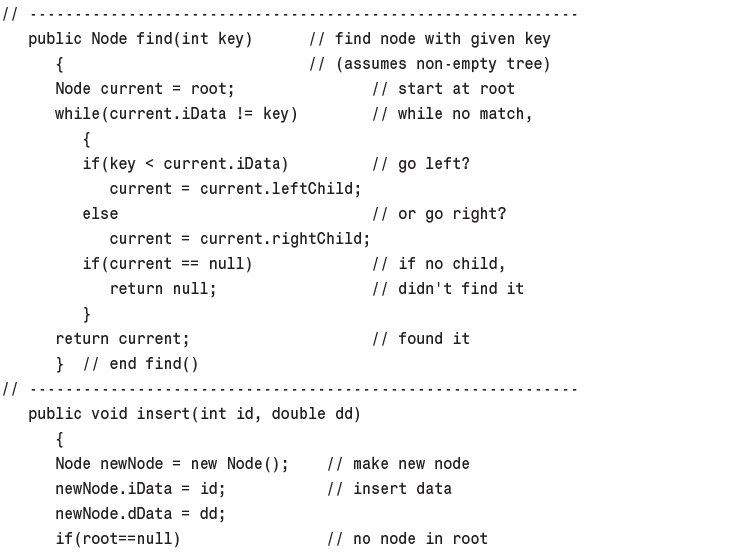 // -------------------------------------------------------------
   public Node find(int key)      // find node with given key
      {                           // (assumes non-empty tree)
      Node current = root;               // start at root
      while(current.iData != key)        // while no match,
         {
         if(key < current.iData)         // go left?
            current = current.leftChild;
         else                            // or go right?
            current = current.rightChild;
         if(current == null)             // if no child,
            return null;                 // didn't find it
         }
      return current;                    // found it
      }  // end find()
// -------------------------------------------------------------
   public void insert(int id, double dd)
      {
      Node newNode = new Node();    // make new node
      newNode.iData = id;           // insert data
      newNode.dData = dd;
      if(root==null)                // no node in root